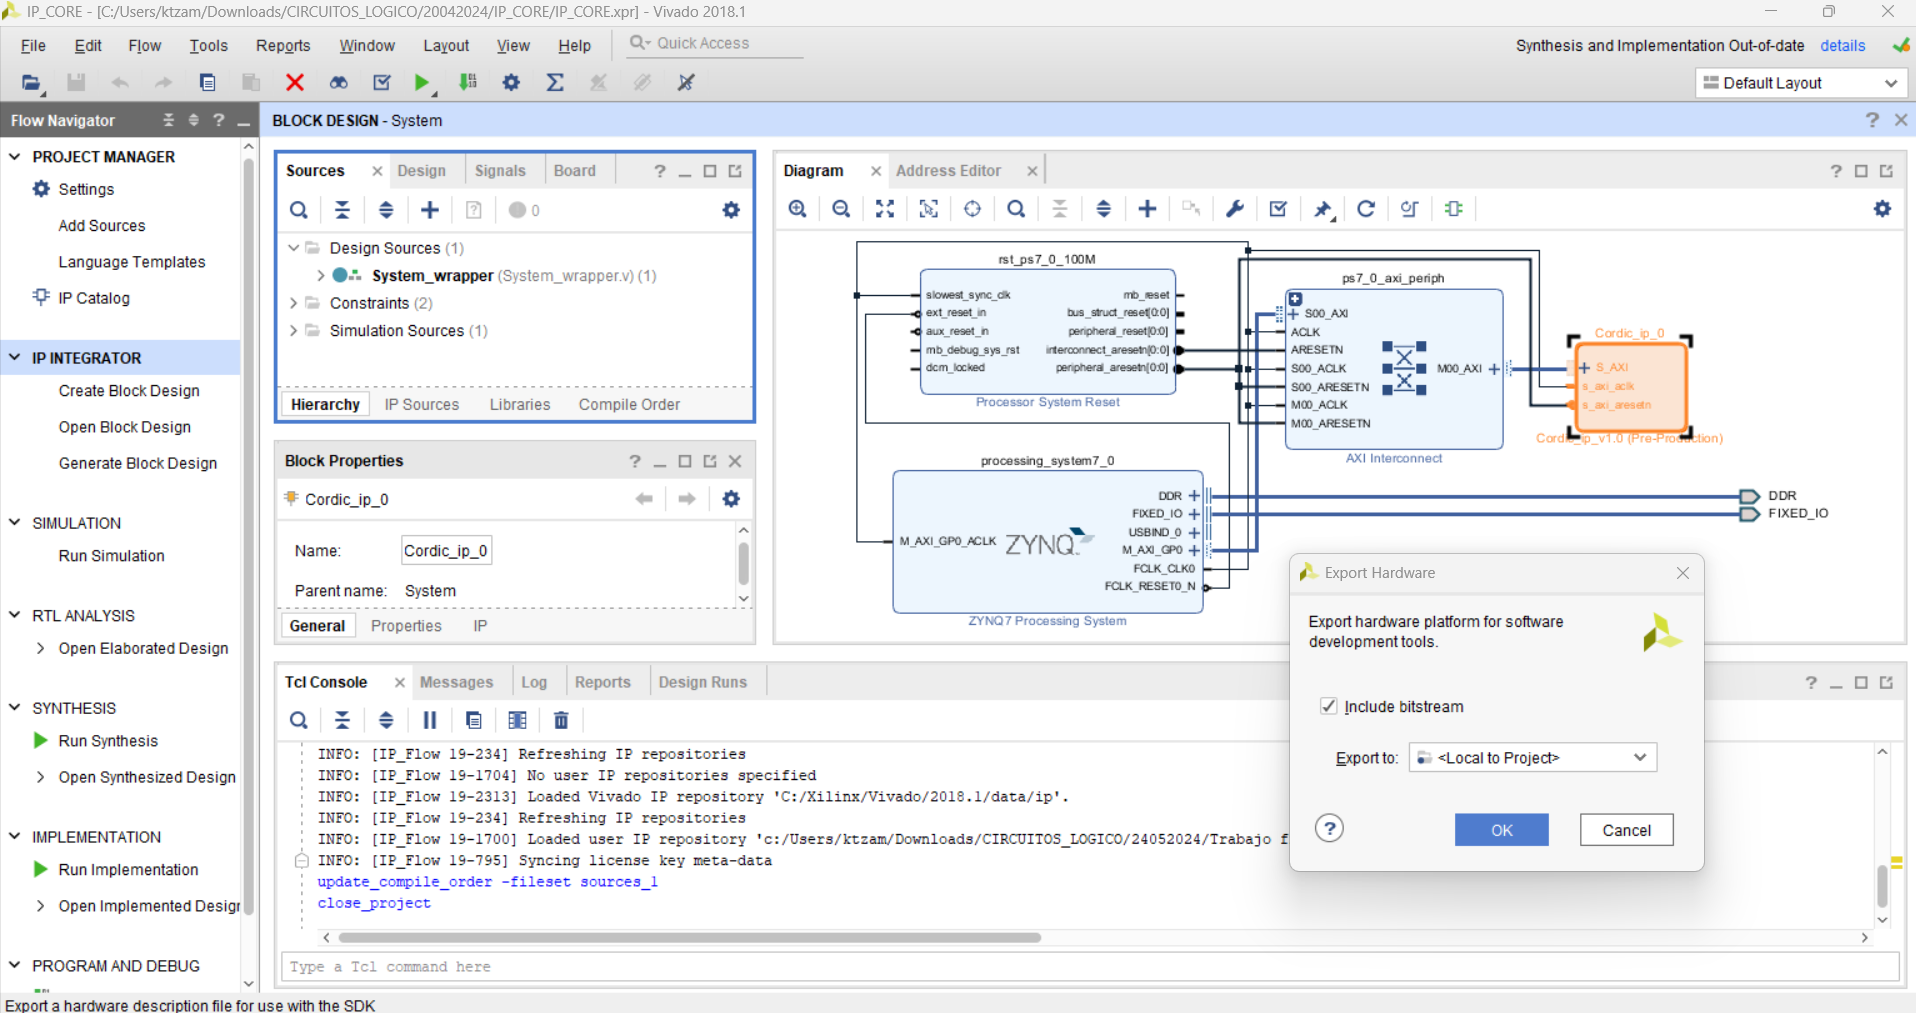 IP_CORE - [C:/Users/ktzam/Downloads/CIRCUITOS_LOGICO/20042024/IP_CORE/IP_CORE.xpr] - Vivado 2018.1
File Edit Flow Tools Reports Window Layout View Help Quick Access
Synthesis and Implementation Out-of-date details
Default Layout
Flow Navigator
PROJECT MANAGER
Settings
Add Sources
Language Templates
IP Catalog
IP INTEGRATOR
Create Block Design
Open Block Design
Generate Block Design
SIMULATION
Run Simulation
RTL ANALYSIS
Open Elaborated Design
SYNTHESIS
Run Synthesis
Open Synthesized Design
IMPLEMENTATION
Run Implementation
Open Implemented Design
PROGRAM AND DEBUG
BLOCK DESIGN - System
Sources Design Signals Board
0
Design Sources (1)
System_wrapper (System_wrapper.v) (1)
Constraints (2)
Simulation Sources (1)
Hierarchy IP Sources Libraries Compile Order
Block Properties
Cordic_ip_0
Name: Cordic_ip_0
Parent name: System
General Properties IP
Diagram Address Editor
rst_ps7_0_100M
slowest_sync_clk
ext_reset_in
aux_reset_in
mb_debug_sys_rst
dcm_locked
mb_reset
bus_struct_reset[0:0]
peripheral_reset[0:0]
interconnect_aresetn[0:0]
peripheral_aresetn[0:0]
Processor System Reset
ps7_0_axi_periph
S00_AXI
ACLK
ARESETN
S00_ACLK
S00_ARESETN
M00_ACLK
M00_ARESETN
M00_AXI
AXI Interconnect
Cordic_ip_0
S_AXI
s_axi_aclk
s_axi_aresetn
Cordic_ip_v1.0 (Pre-Production)
processing_system7_0
M_AXI_GP0_ACLK
ZYNQ
DDR
FIXED_IO
USBIND_0
M_AXI_GP0
FCLK_CLK0
FCLK_RESET0_N
ZYNQ7 Processing System
DDR
FIXED_IO
Tcl Console Messages Log Reports Design Runs
INFO: [IP_Flow 19-234] Refreshing IP repositories
INFO: [IP_Flow 19-1704] No user IP repositories specified
INFO: [IP_Flow 19-2313] Loaded Vivado IP repository 'C:/Xilinx/Vivado/2018.1/data/ip'.
INFO: [IP_Flow 19-234] Refreshing IP repositories
INFO: [IP_Flow 19-1700] Loaded user IP repository 'c:/Users/ktzam/Downloads/CIRCUITOS_LOGICO/24052024/Trabajo f
INFO: [IP_Flow 19-795] Syncing license key meta-data
update_compile_order -fileset sources_1
close_project
Type a Tcl command here
Export Hardware
Export hardware platform for software
development tools.
Include bitstream
Export to: <Local to Project>
OK Cancel
Export a hardware description file for use with the SDK